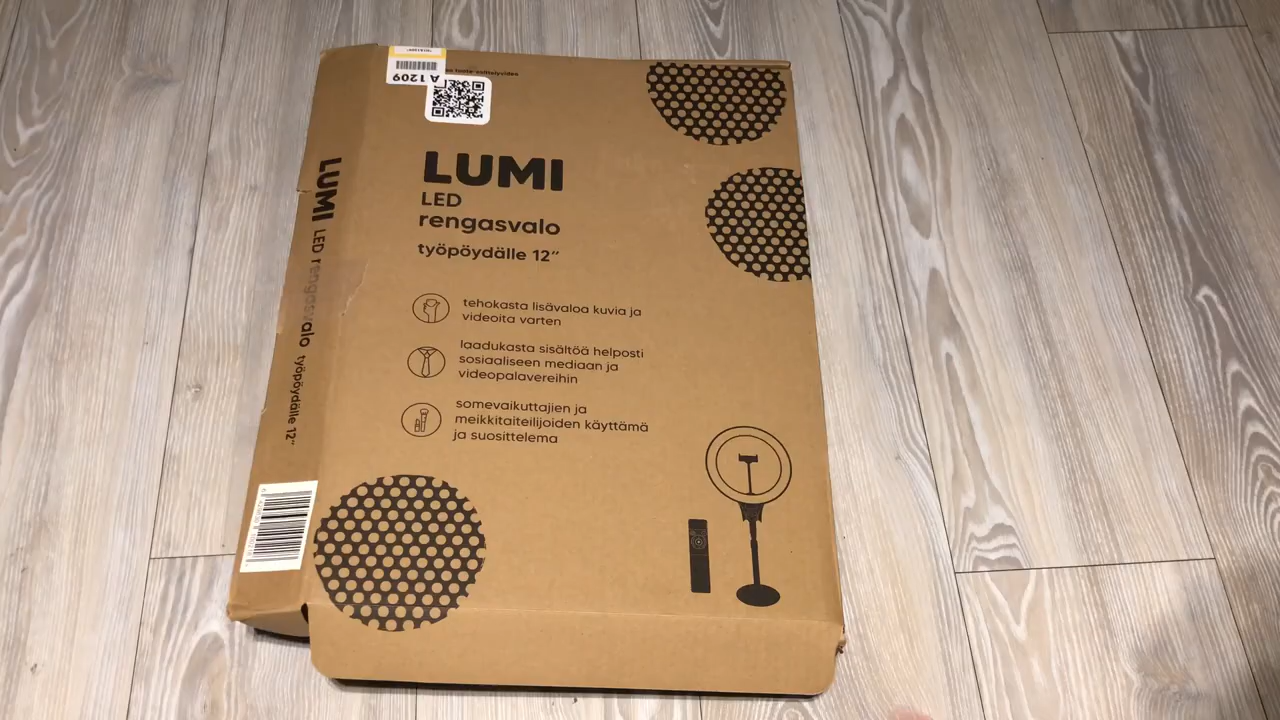 A 1209
LUMI
LED
rengasvalo
työpöydälle 12”
tehokasta lisävaloa kuvia ja
videoita varten
laadukasta sisältöä helposti
sosiaaliseen mediaan ja
videopalavereihin
somevaikuttajien ja
meikkitaiteilijoiden käyttämä
ja suosittelema
LUMI LED rengasvalo työpöydälle 12”